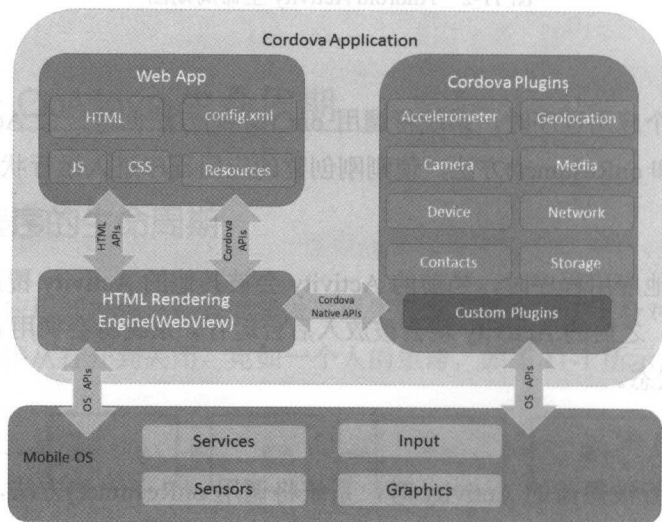 Cordova Application
Web App
HTML
config.xml
JS
CSS
Resources
HTML APIs
Cordova APIs
HTML Rendering
Engine(WebView)
OS APIs
Cordova
Native APIs
Cordova Plugins
Accelerometer
Geolocation
Camera
Media
Device
Network
Contacts
Storage
Custom Plugins
OS APIs
Mobile OS
Services
Input
Sensors
Graphics